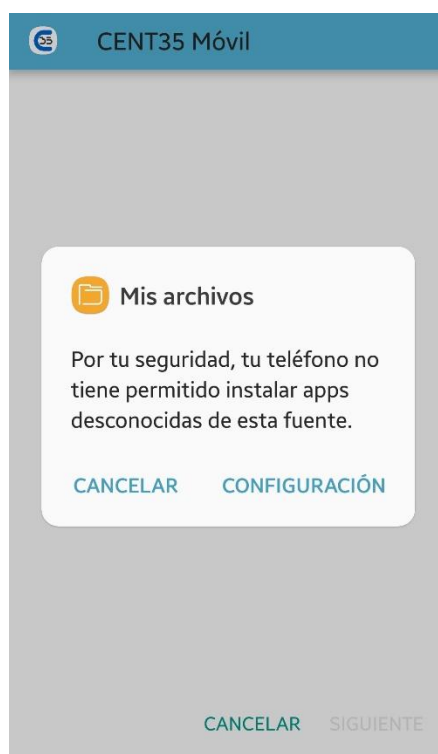 35 CENT35 Móvil
Mis archivos
Por tu seguridad, tu teléfono no
tiene permitido instalar apps
desconocidas de esta fuente.
CANCELAR CONFIGURACIÓN
CANCELAR SIGUIENTE